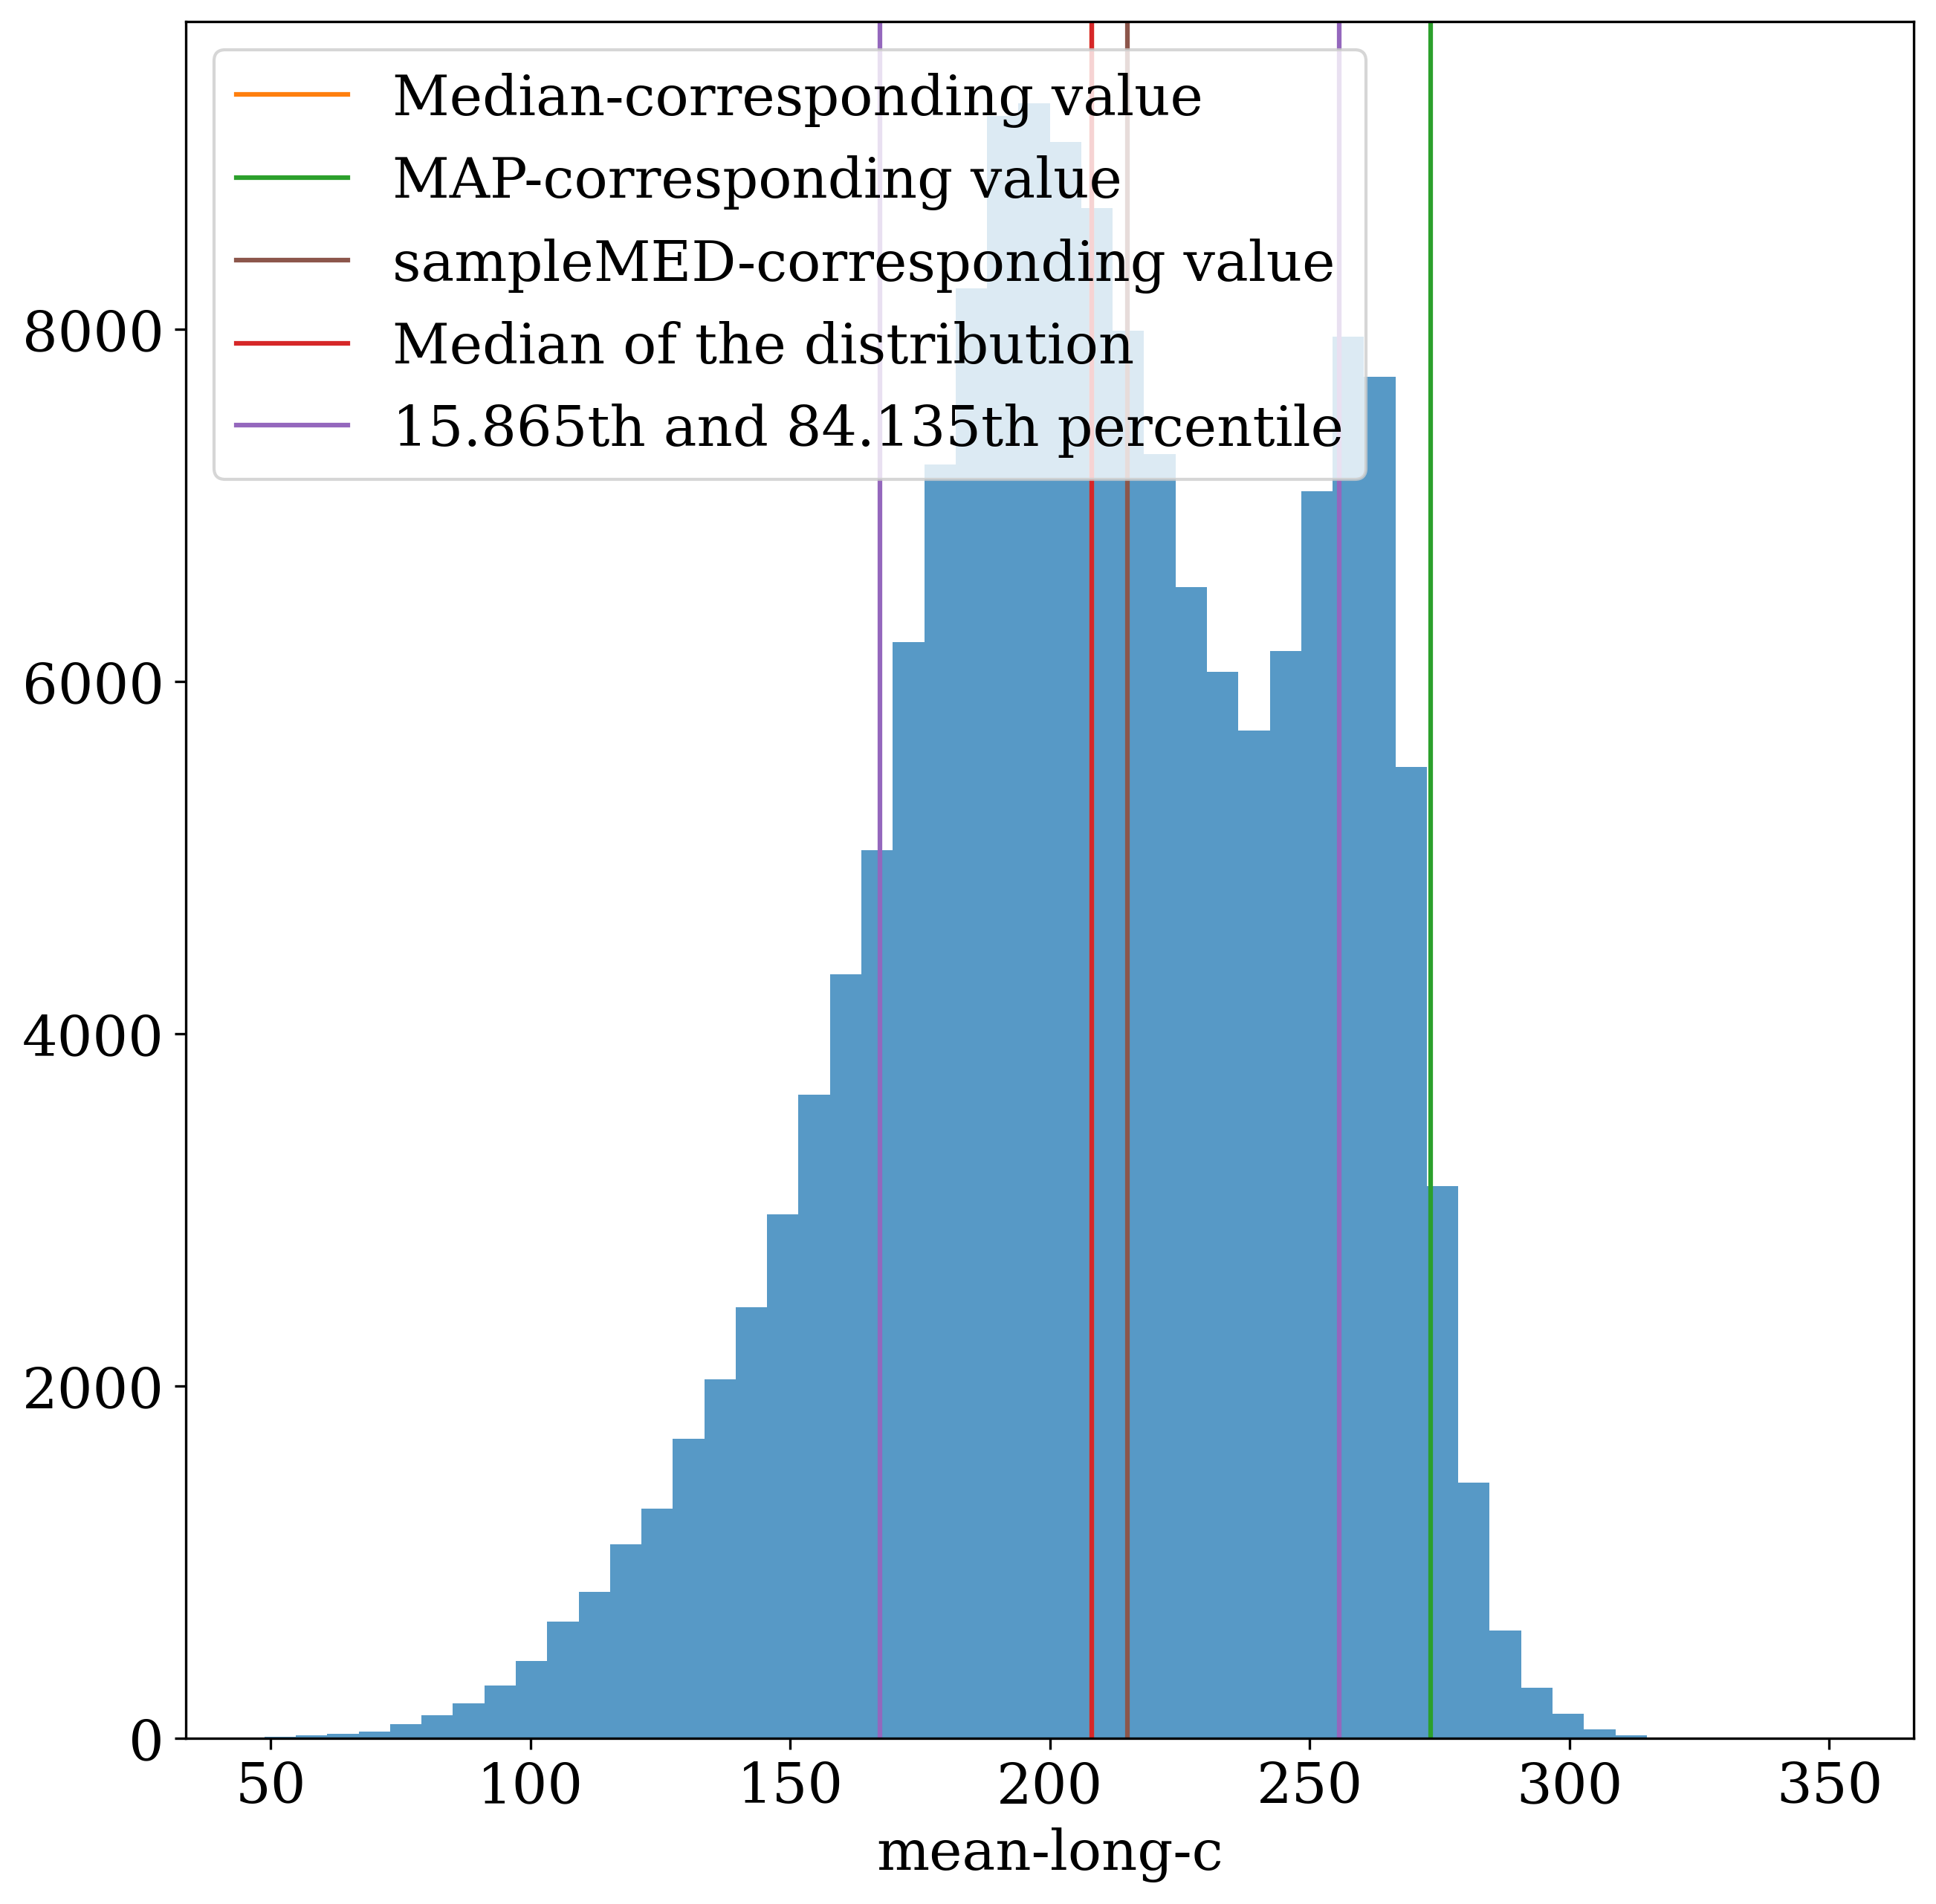 Median-corresponding value
MAP-corresponding value
sampleMED-corresponding value
Median of the distribution
15.865th and 84.135th percentile
8000
6000
4000
2000
0
50 100 150 200 250 300 350
mean-long-c